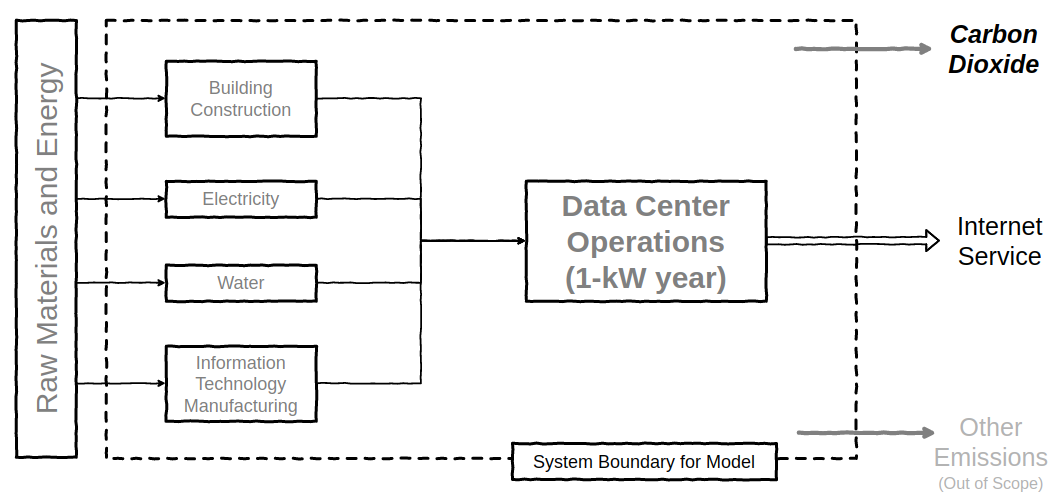 Raw Materials and Energy
Building
Construction
Electricity
Water
Information
Technology
Manufacturing
Data Center
Operations
(1-kW year)
Carbon
Dioxide
Internet
Service
Other
Emissions
(Out of Scope)
System Boundary for Model